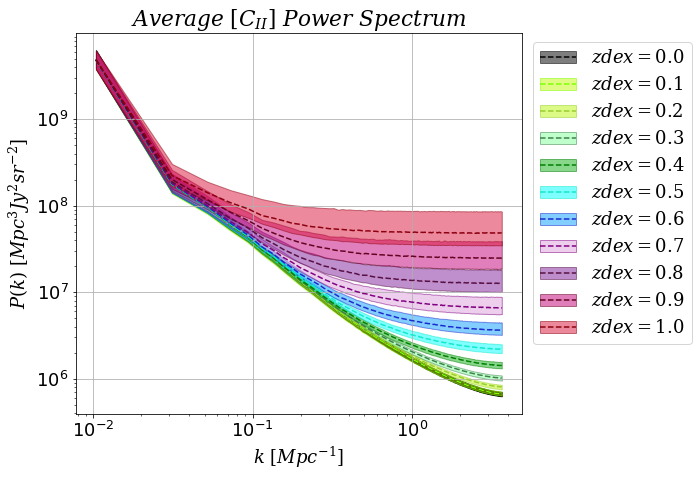 Average [C_{II}] Power Spectrum
P(k) [Mpc^3 Jy^2 sr^{-2}]
10^9
10^8
10^7
10^6
10^{-2} 10^{-1} 10^0
k [Mpc^{-1}]
zdex = 0.0
zdex = 0.1
zdex = 0.2
zdex = 0.3
zdex = 0.4
zdex = 0.5
zdex = 0.6
zdex = 0.7
zdex = 0.8
zdex = 0.9
zdex = 1.0